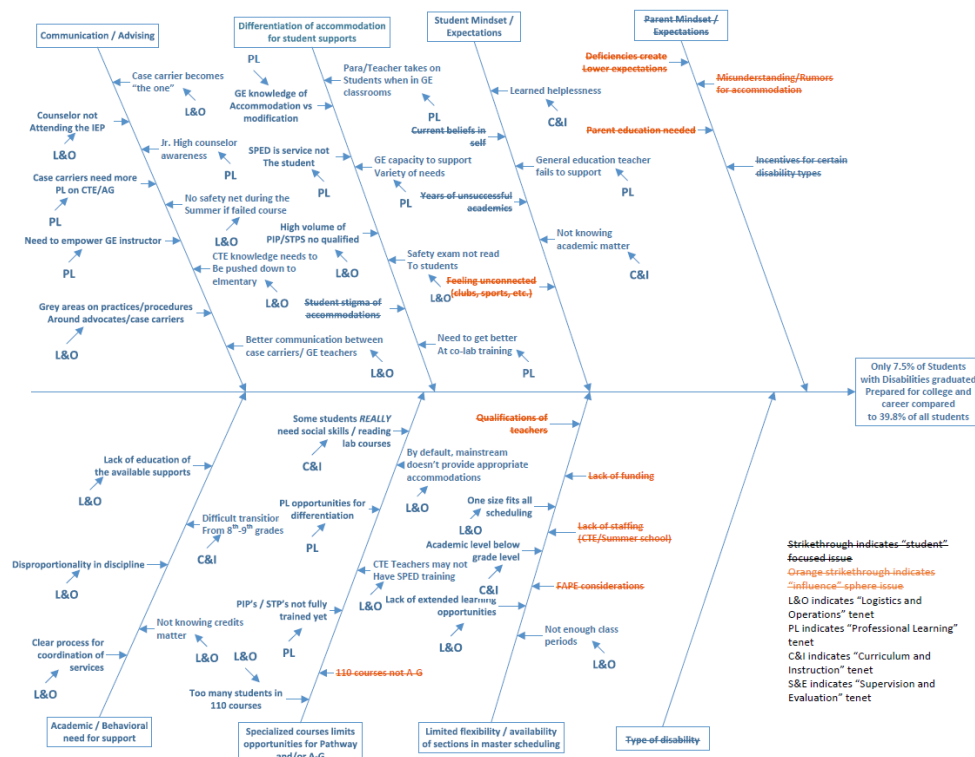 Communication / Advising
Differentiation of accommodation
for student supports
Student Mindset /
Expectations
Parent Mindset /
Expectations
Case carrier becomes
"the one"
L&O
Counselor not
Attending the IEP
L&O
Jr. High counselor
awareness
PL
Case carriers need more
PL on CTE/AG
PL
No safety net during the
Summer if failed course
L&O
Need to empower GE instructor
PL
CTE knowledge needs to
Be pushed down to
elmentary
L&O
Grey areas on practices/procedures
Around advocates/case carriers
L&O
Better communication between
case carriers/ GE teachers
L&O
PL
GE knowledge of
Accommodation vs
modification
Para/Teacher takes on
Students when in GE
classrooms
PL
SPED is service not
The student
PL
GE capacity to support
Variety of needs
PL
High volume of
PIP/STPS no qualified
L&O
Safety exam not read
To students
L&O
Student stigma of
accommodations
Need to get better
At co-lab training
PL
Learned helplessness
C&I
Current beliefs in
self
General education teacher
fails to support
PL
Years of unsuccessful
academics
Not knowing
academic matter
C&I
Feeling unconnected
(clubs, sports, etc.)
Deficiencies create
Lower expectations
Misunderstanding/Rumors
for accommodation
Parent education needed
Incentives for certain
disability types
Only 7.5% of Students
with Disabilities graduated
Prepared for college and
career compared
to 39.8% of all students
Lack of education of
the available supports
L&O
Difficult transition
From 8th-9th grades
C&I
Disproportionality in discipline
L&O
Not knowing credits
matter
L&O
Clear process for
coordination of
services
L&O
Academic / Behavioral
need for support
Some students REALLY
need social skills / reading
lab courses
C&I
By default, mainstream
doesn't provide appropriate
accommodations
L&O
PL opportunities for
differentiation
PL
CTE Teachers may not
Have SPED training
L&O
PIP's / STP's not fully
trained yet
PL
110 courses not A-G
L&O
Too many students in
110 courses
Specialized courses limits
opportunities for Pathway
and/or A-G
Qualifications of
teachers
Lack of funding
One size fits all
scheduling
L&O
Lack of staffing
(CTE/Summer school)
Academic level below
grade level
C&I
FAPE considerations
Lack of extended learning
opportunities
L&O
Not enough class
periods
L&O
Limited flexibility / availability
of sections in master scheduling
Type of disability
Strikethrough indicates "student"
focused issue
Orange strikethrough indicates
"influence" sphere issue
L&O indicates "Logistics and
Operations" tenet
PL indicates "Professional Learning"
tenet
C&I indicates "Curriculum and
Instruction" tenet
S&E indicates "Supervision and
Evaluation" tenet